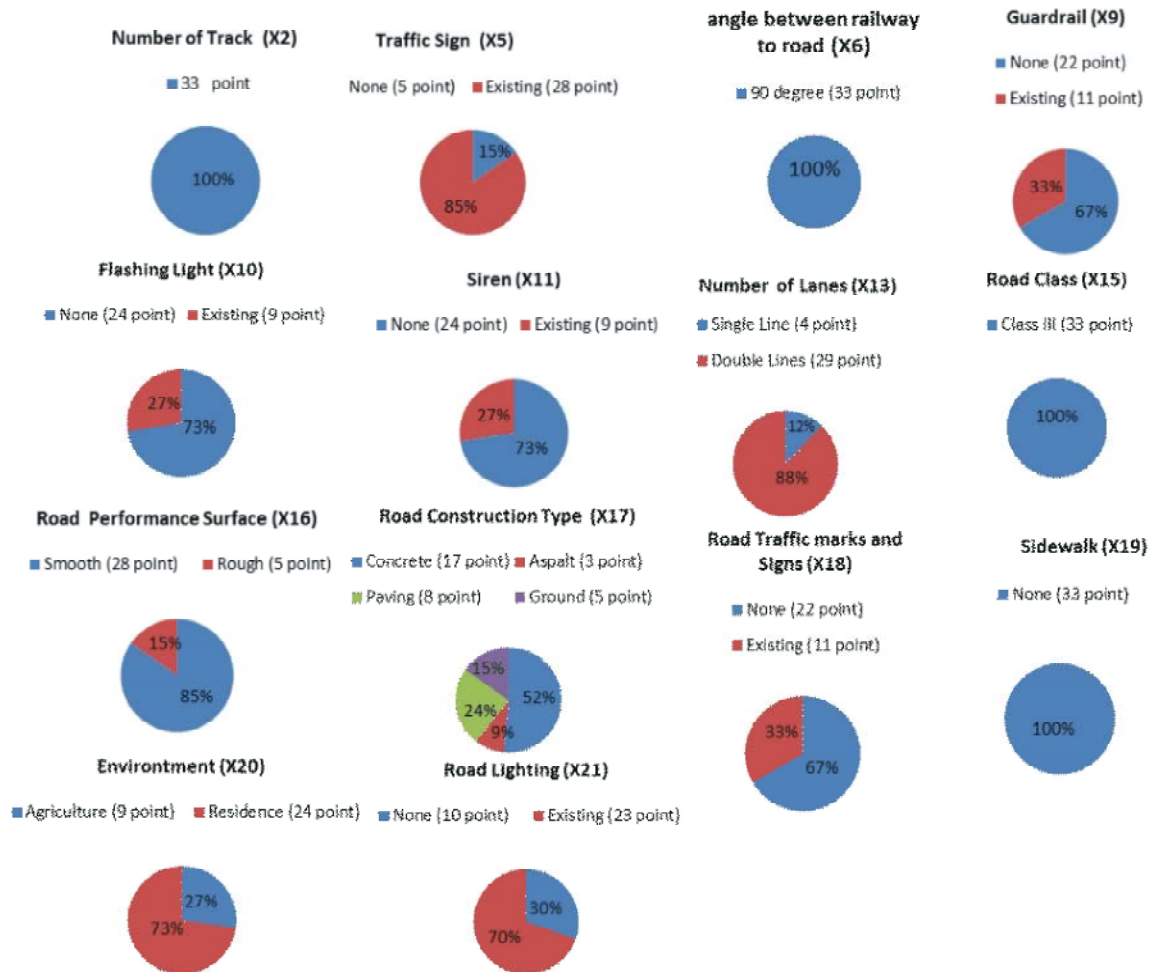 Number of Track (X2)
33 point
100%
Traffic Sign (X5)
None (5 point) Existing (28 point)
15%
85%
angle between railway
to road (X6)
90 degree (33 point)
100%
Guardrail (X9)
None (22 point)
Existing (11 point)
33%
67%
Flashing Light (X10)
None (24 point) Existing (9 point)
27%
73%
Siren (X11)
None (24 point) Existing (9 point)
27%
73%
Number of Lanes (X13)
Single Line (4 point)
Double Lines (29 point)
12%
88%
Road Class (X15)
Class III (33 point)
100%
Road Performance Surface (X16)
Smooth (28 point) Rough (5 point)
15%
85%
Road Construction Type (X17)
Concrete (17 point) Aspalt (3 point)
Paving (8 point) Ground (5 point)
15%
52%
24%
9%
Road Traffic marks and
Signs (X18)
None (22 point)
Existing (11 point)
33%
67%
Sidewalk (X19)
None (33 point)
100%
Environtment (X20)
Agriculture (9 point) Residence (24 point)
27%
73%
Road Lighting (X21)
None (10 point) Existing (23 point)
30%
70%